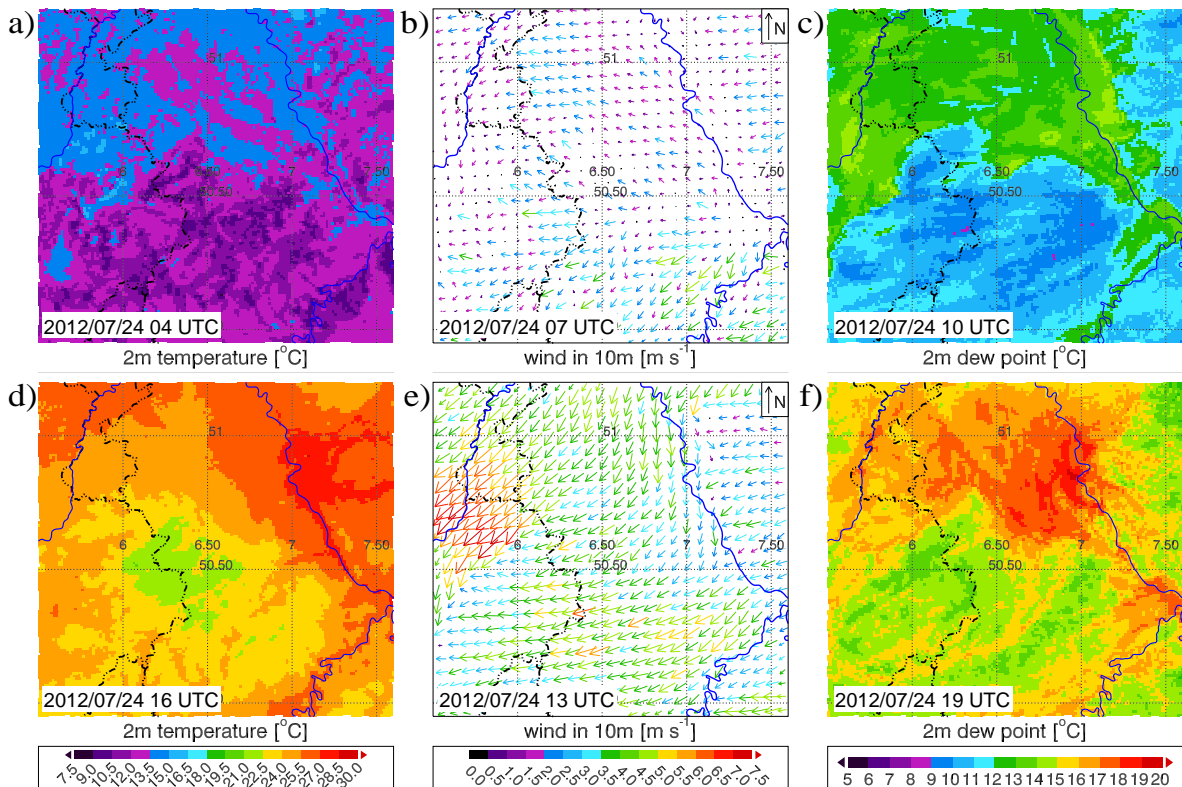 a)
b)
c)
N
51
51
51
6
6.50
7
7.50
50.50
6
6.50
7
7.50
50.50
6
6.50
7
7.50
50.50
2012/07/24 04 UTC
2012/07/24 07 UTC
2012/07/24 10 UTC
2m temperature [°C]
wind in 10m [m s⁻¹]
2m dew point [°C]
d)
e)
f)
N
51
51
51
6
6.50
7
7.50
50.50
6
6.50
7
7.50
50.50
6
6.50
7
7.50
50.50
2012/07/24 16 UTC
2012/07/24 13 UTC
2012/07/24 19 UTC
2m temperature [°C]
wind in 10m [m s⁻¹]
2m dew point [°C]
7.5 9.0 10.5 12.0 13.5 15.0 16.5 18.0 19.5 21.0 22.5 24.0 25.5 27.0 28.5 30.0
0.0 0.5 1.0 1.5 2.0 2.5 3.0 3.5 4.0 4.5 5.0 5.5 6.0 6.5 7.0 7.5
5 6 7 8 9 10 11 12 13 14 15 16 17 18 19 20